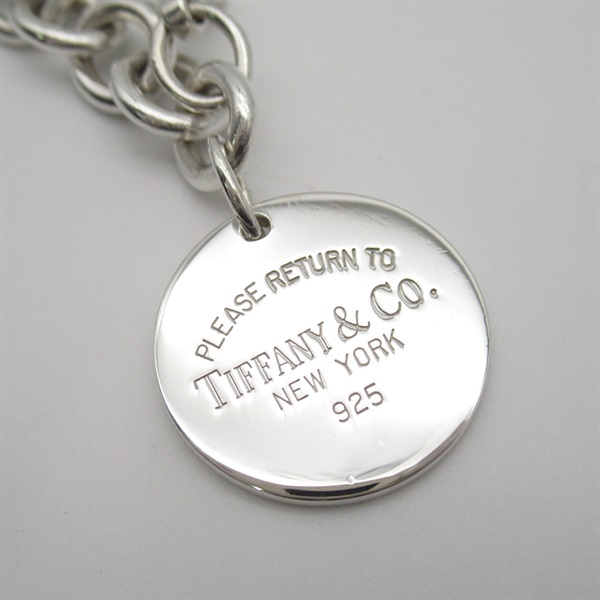 PLEASE RETURN TO
TIFFANY & CO.
NEW YORK
925